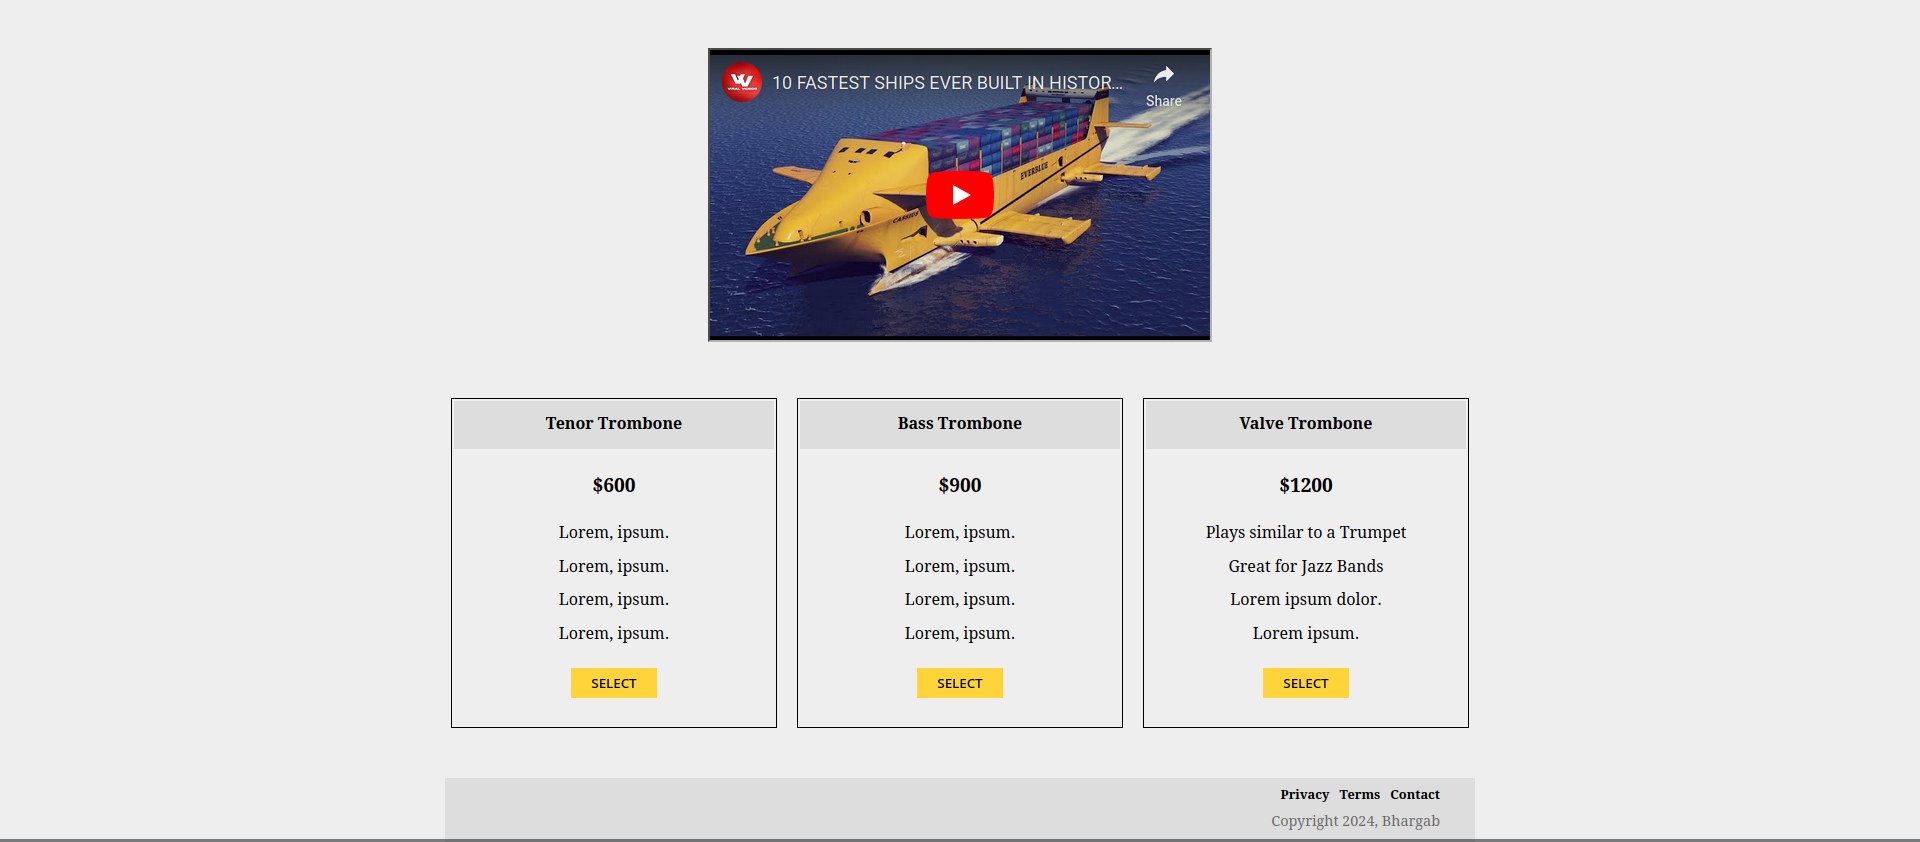 10 FASTEST SHIPS EVER BUILT IN HISTOR...
Share
EVERBLUE
Tenor Trombone
$600
Lorem, ipsum.
Lorem, ipsum.
Lorem, ipsum.
Lorem, ipsum.
SELECT
Bass Trombone
$900
Lorem, ipsum.
Lorem, ipsum.
Lorem, ipsum.
Lorem, ipsum.
SELECT
Valve Trombone
$1200
Plays similar to a Trumpet
Great for Jazz Bands
Lorem ipsum dolor.
Lorem ipsum.
SELECT
Privacy Terms Contact
Copyright 2024, Bhargab